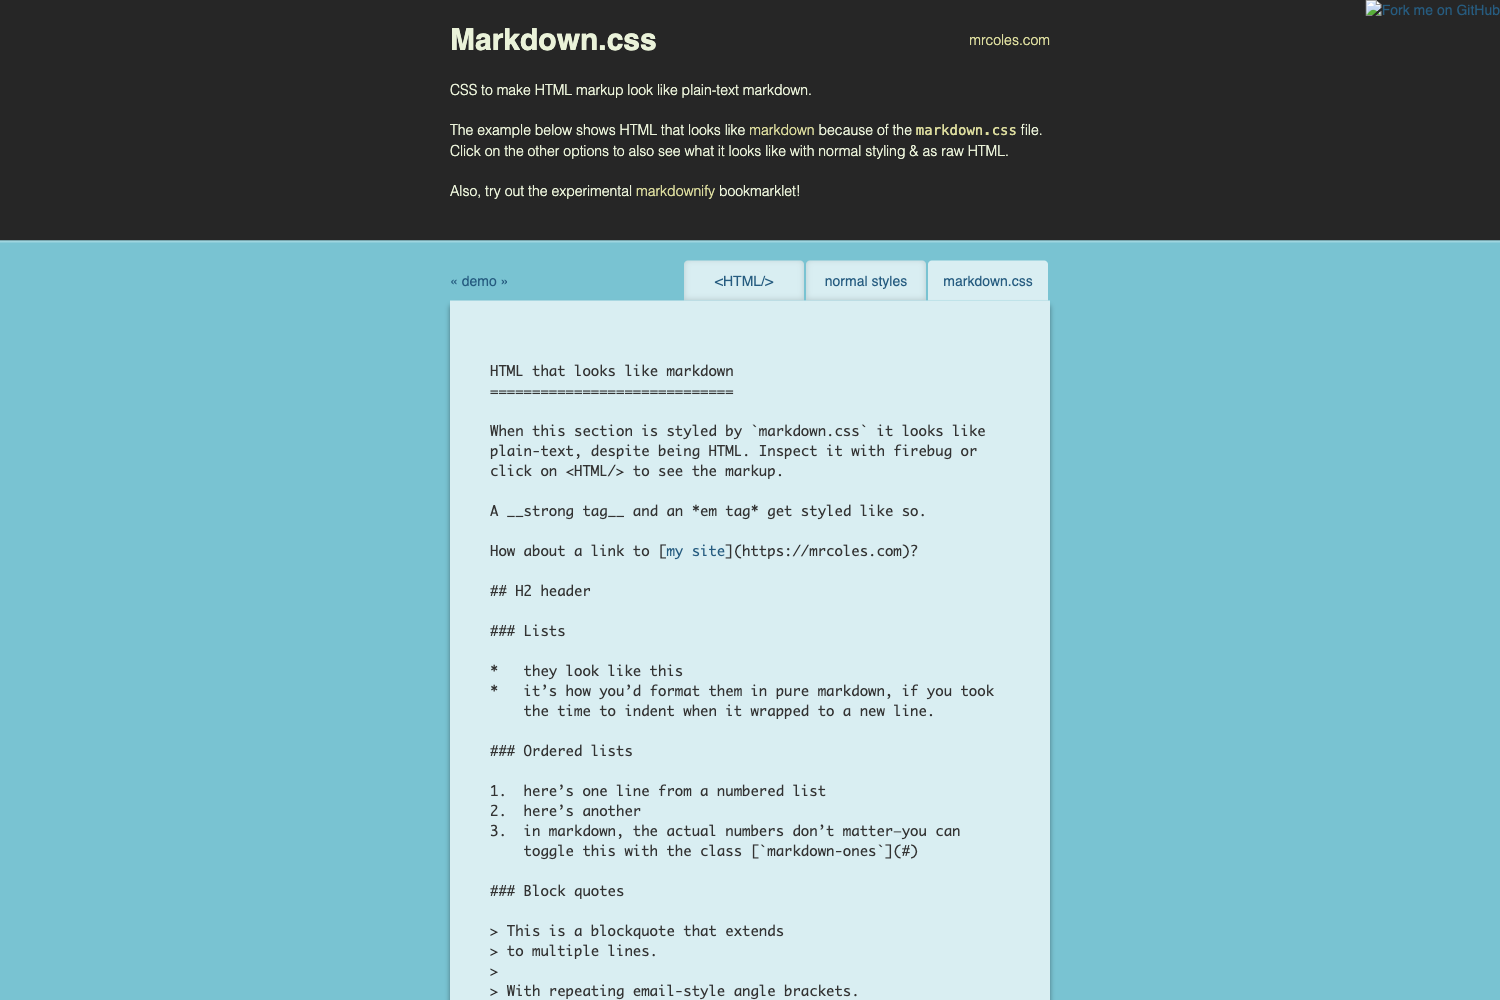 Fork me on GitHub
Markdown.css
mrcoles.com
CSS to make HTML markup look like plain-text markdown.
The example below shows HTML that looks like markdown because of the markdown.css file.
Click on the other options to also see what it looks like with normal styling & as raw HTML.
Also, try out the experimental markdownify bookmarklet!
« demo »
<HTML/>
normal styles
markdown.css
HTML that looks like markdown
=============================
When this section is styled by `markdown.css` it looks like
plain-text, despite being HTML. Inspect it with firebug or
click on <HTML/> to see the markup.
A __strong tag__ and an *em tag* get styled like so.
How about a link to [my site](https://mrcoles.com)?
## H2 header
### Lists
*   they look like this
*   it’s how you’d format them in pure markdown, if you took
    the time to indent when it wrapped to a new line.
### Ordered lists
1.  here’s one line from a numbered list
2.  here’s another
3.  in markdown, the actual numbers don’t matter—you can
    toggle this with the class [`markdown-ones`](#)
### Block quotes
> This is a blockquote that extends
> to multiple lines.
>
> With repeating email-style angle brackets.